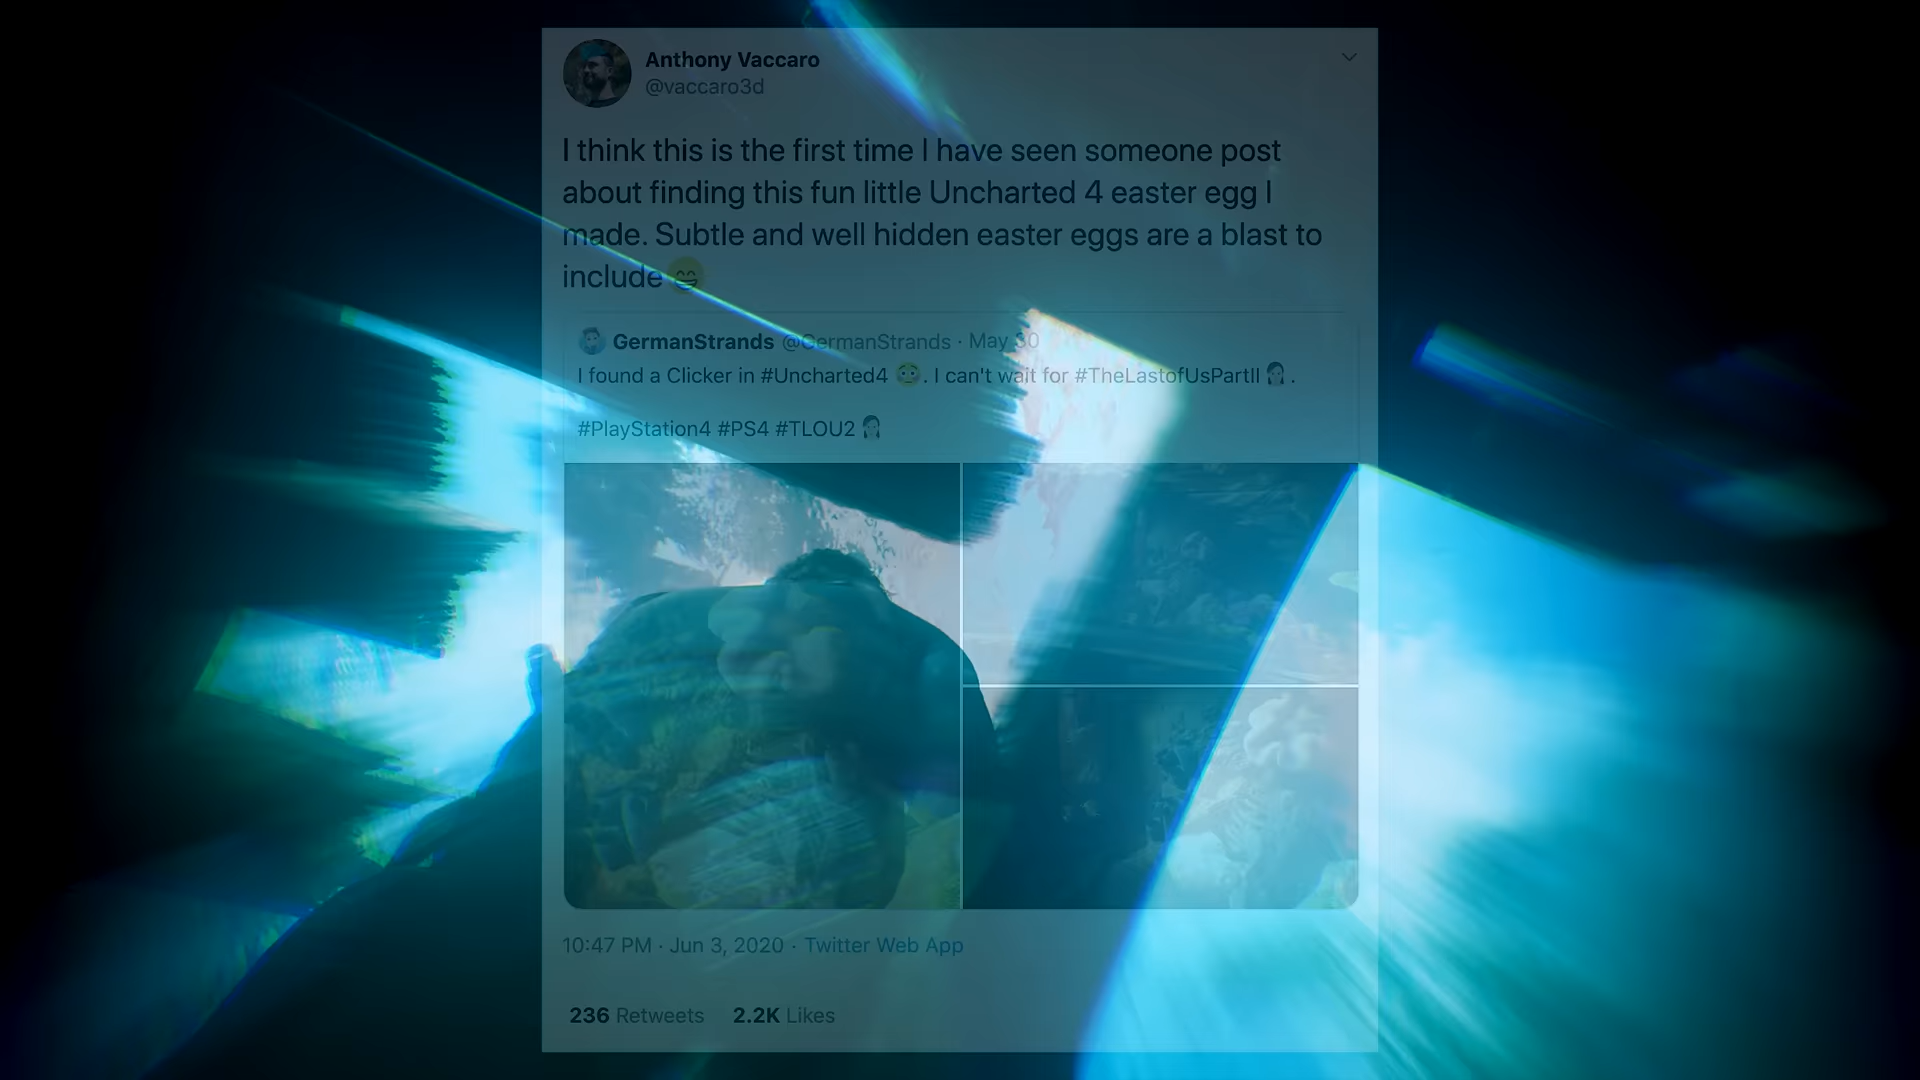 Anthony Vaccaro
@vaccaro3d
I think this is the first time I have seen someone post
about finding this fun little Uncharted 4 easter egg I
made. Subtle and well hidden easter eggs are a blast to
include 😄
GermanStrands @GermanStrands · May 30
I found a Clicker in #Uncharted4 😳. I can't wait for #TheLastofUsPartII .
#PlayStation4 #PS4 #TLOU2
10:47 PM · Jun 3, 2020 · Twitter Web App
236 Retweets 2.2K Likes